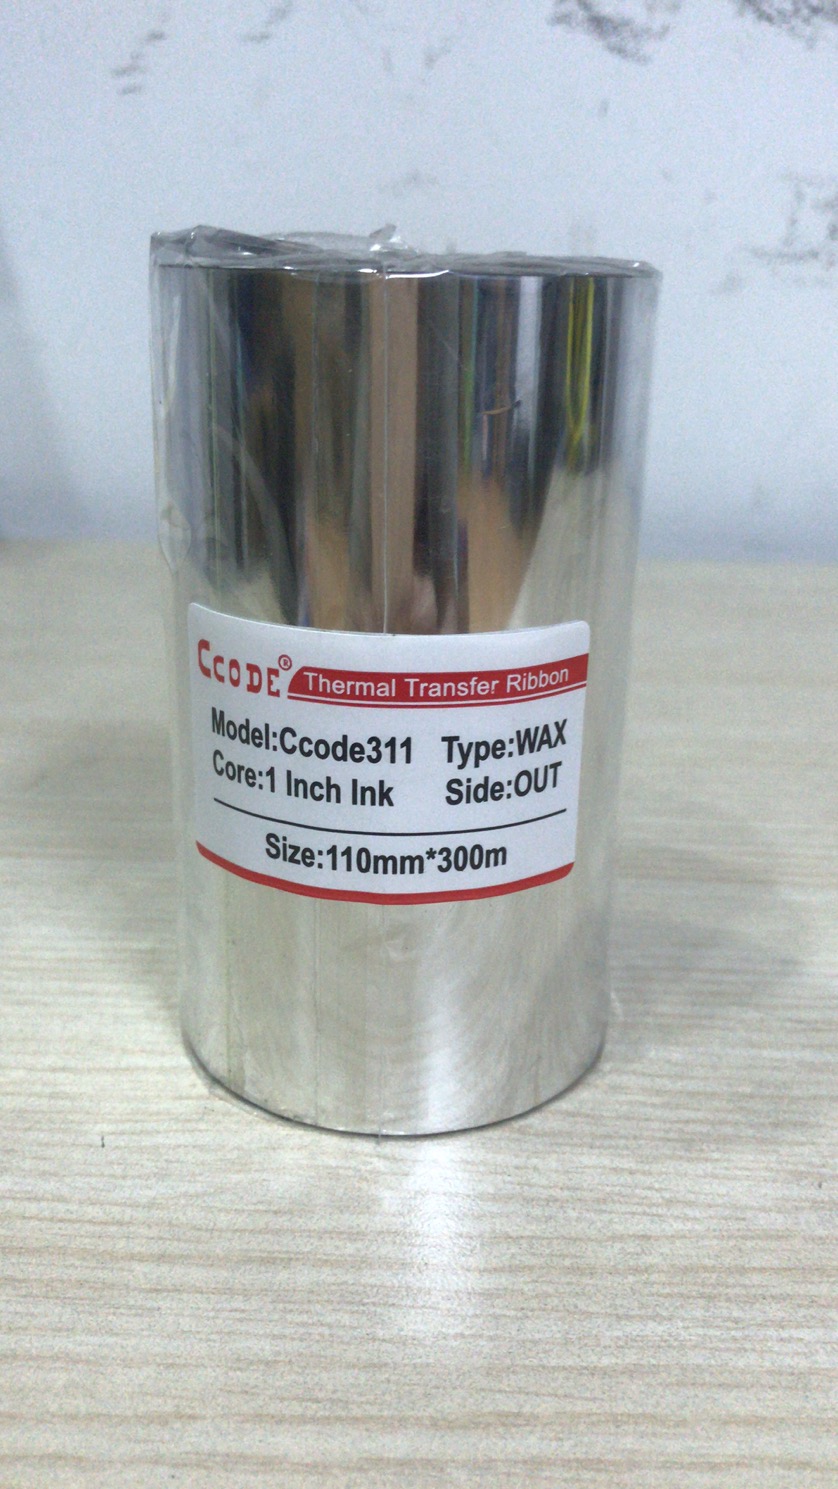 CCODE® Thermal Transfer Ribbon
Model:Ccode311 Type:WAX
Core:1 Inch Ink Side:OUT
Size:110mm*300m